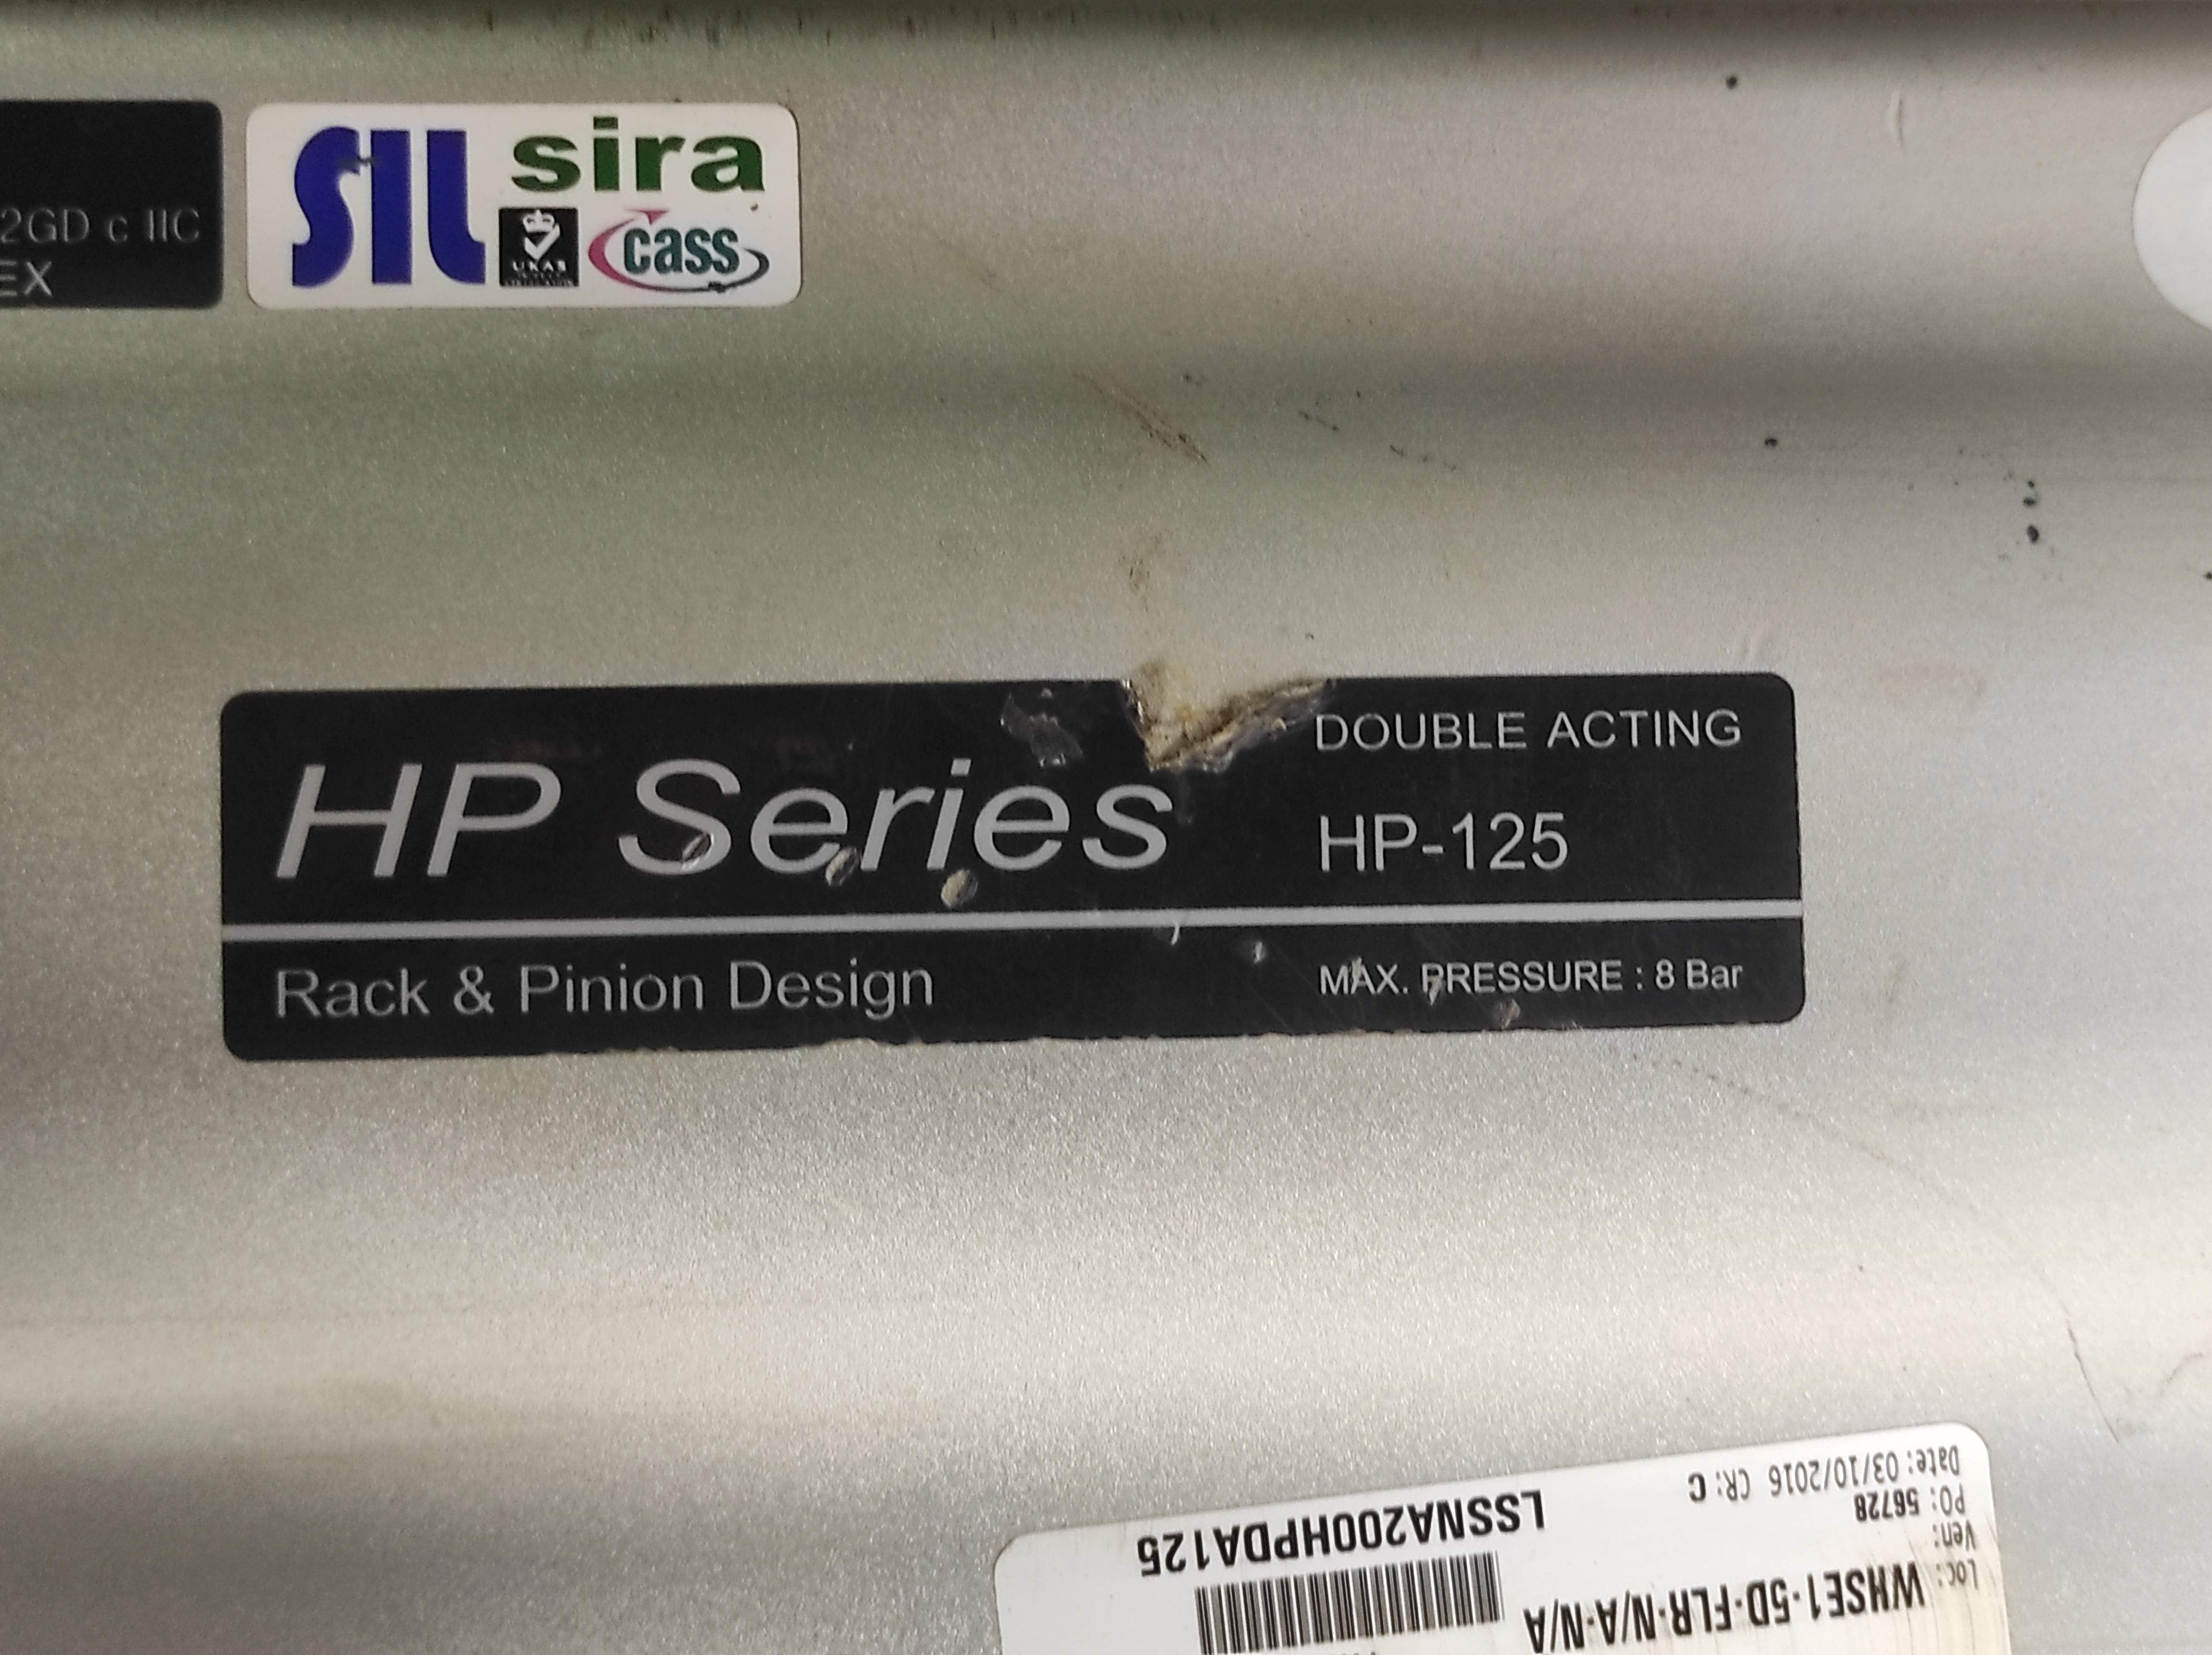 2GD c IIC
EX
SIL sira
UKAS
cass
HP Series
DOUBLE ACTING
HP-125
Rack & Pinion Design
MAX. PRESSURE : 8 Bar
Loc: WHSE1-5D-FLR-N/A-N/A
Ven:
PO: 56728
Date: 03/10/2016 CR: C
LSSNA200HPDA125